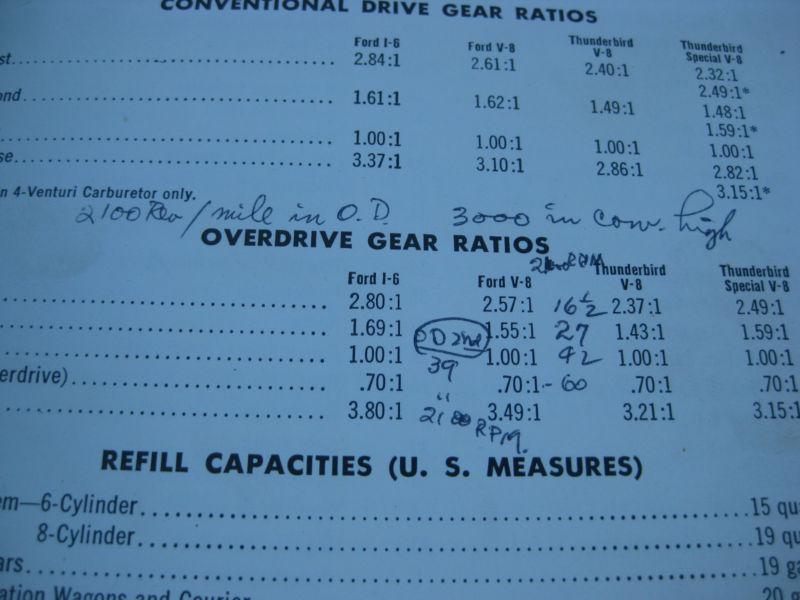 CONVENTIONAL DRIVE GEAR RATIOS
Ford I-6 Ford V-8 Thunderbird V-8 Thunderbird Special V-8
st. 2.84:1 2.61:1 2.40:1 2.32:1
2.49:1*
ond 1.61:1 1.62:1 1.49:1 1.48:1
1.59:1*
1.00:1 1.00:1 1.00:1 1.00:1
se. 3.37:1 3.10:1 2.86:1 2.82:1
3.15:1*
n 4-Venturi Carburetor only.
2100 Rev/mile in O.D. 3000 in Conv. high
OVERDRIVE GEAR RATIOS
RPM
Ford I-6 Ford V-8 Thunderbird V-8 Thunderbird Special V-8
2.80:1 2.57:1 16½ 2.37:1 2.49:1
1.69:1 OD 2nd 1.55:1 27 1.43:1 1.59:1
1.00:1 39 1.00:1 42 1.00:1 1.00:1
erdrive) .70:1 " .70:1 - 60 .70:1 .70:1
3.80:1 2100 RPM. 3.49:1 3.21:1 3.15:1
REFILL CAPACITIES (U. S. MEASURES)
em—6-Cylinder 15 qu
8-Cylinder 19 qu
ars 19 ga
ation Wagons and Courier 20 g